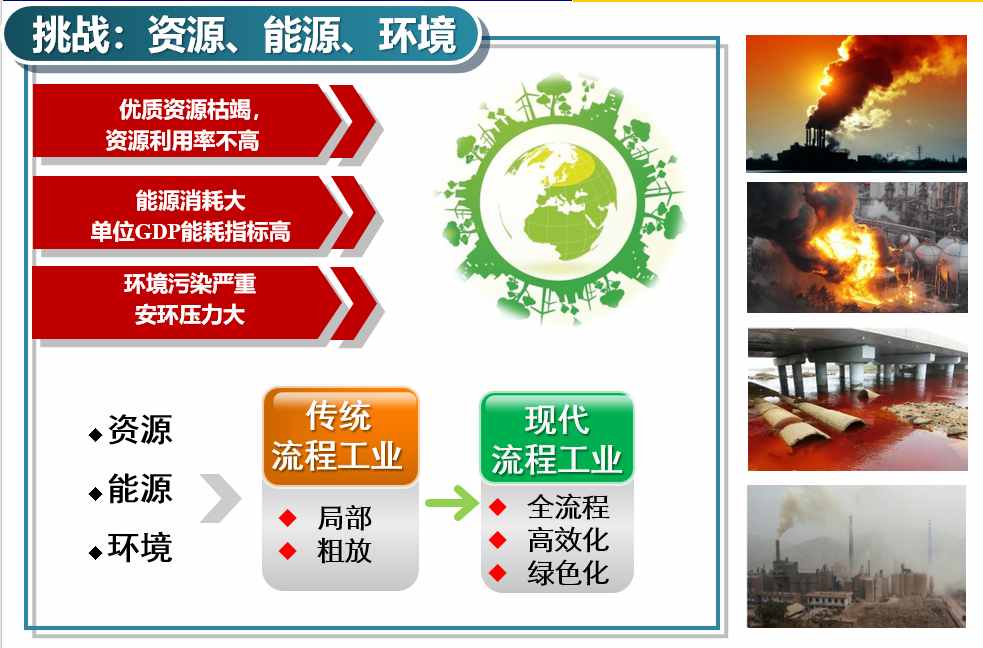 挑战：资源、能源、环境
优质资源枯竭，
资源利用率不高
能源消耗大
单位GDP能耗指标高
环境污染严重
安环压力大
资源
能源
环境
传统
流程工业
局部
粗放
现代
流程工业
全流程
高效化
绿色化